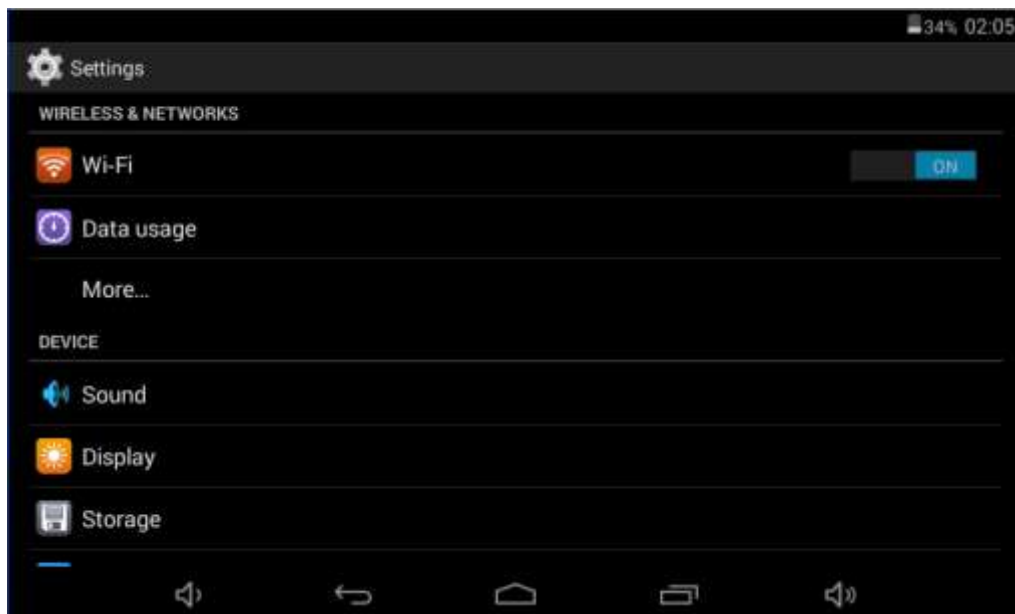 34% 02:05
Settings
WIRELESS & NETWORKS
Wi-Fi
ON
Data usage
More...
DEVICE
Sound
Display
Storage